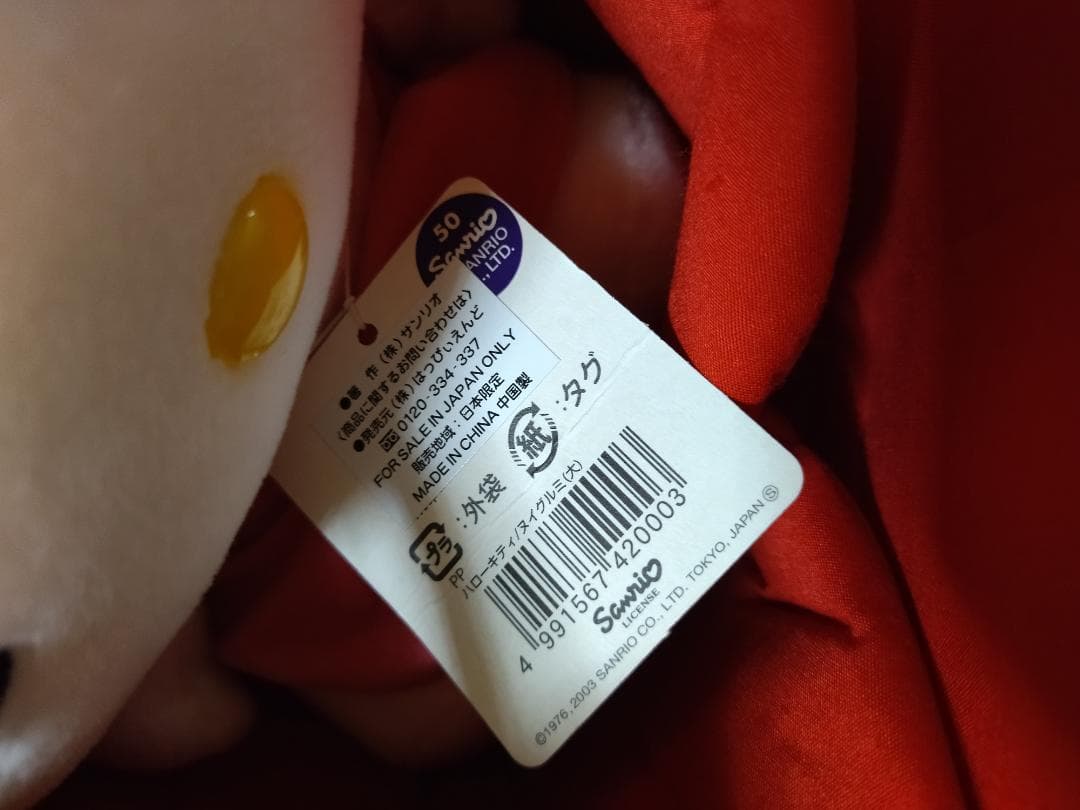 50
Sanrio
SANRIO
CO., LTD.
●著 作 (株)サンリオ
〈商品に関するお問い合わせは〉
●発売元(株)はっぴぃえんど
0120-334-337
FOR SALE IN JAPAN ONLY
販売地域:日本限定
MADE IN CHINA 中国製
紙 :タグ
プラ :外袋
PP
ハローキティ/ヌイグルミ(大)
4 991567 420003
Sanrio
LICENSE
©1976, 2003 SANRIO CO., LTD. TOKYO, JAPAN Ⓢ